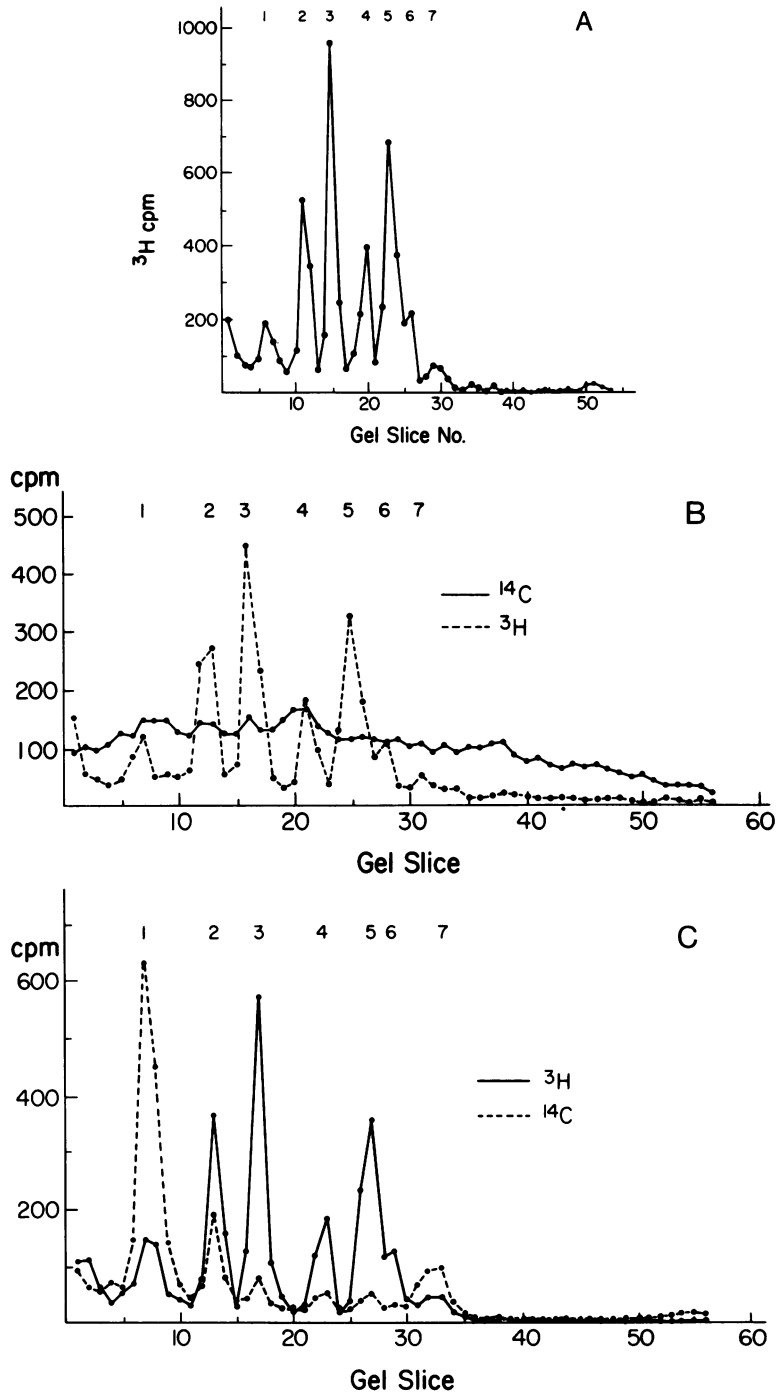 1 2 3 4 5 6 7 A
1000
800
600
400
200
³H cpm
10 20 30 40 50
Gel Slice No.
cpm
1 2 3 4 5 6 7 B
500
400
300
200
100
¹⁴C
³H
10 20 30 40 50 60
Gel Slice
1 2 3 4 5 6 7 C
cpm
600
400
200
³H
¹⁴C
10 20 30 40 50 60
Gel Slice